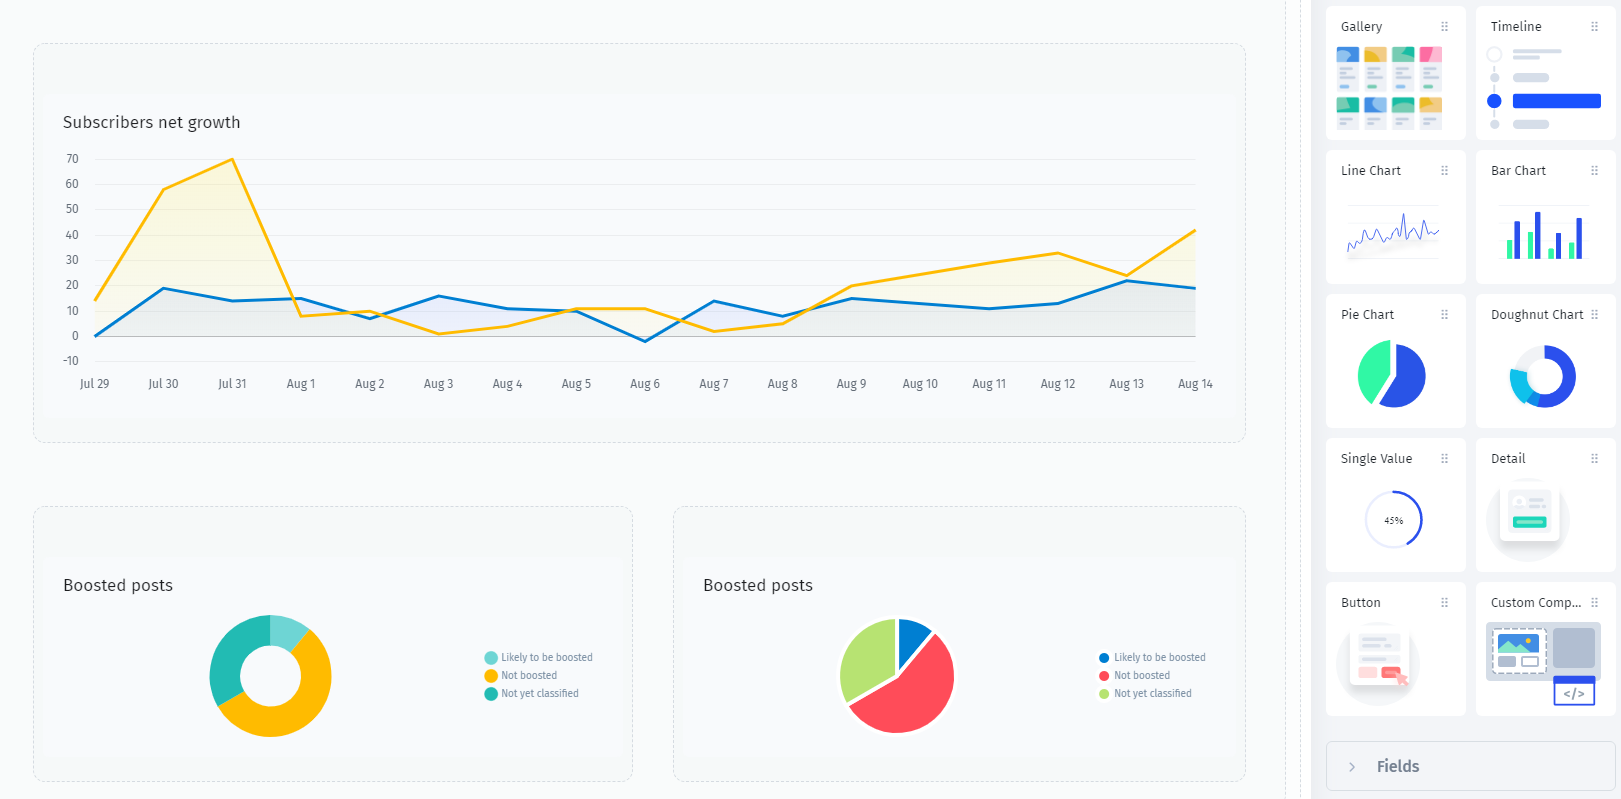 Subscribers net growth
70
60
50
40
30
20
10
0
-10
Jul 29 Jul 30 Jul 31 Aug 1 Aug 2 Aug 3 Aug 4 Aug 5 Aug 6 Aug 7 Aug 8 Aug 9 Aug 10 Aug 11 Aug 12 Aug 13 Aug 14
Boosted posts
Likely to be boosted
Not boosted
Not yet classified
Boosted posts
Likely to be boosted
Not boosted
Not yet classified
Gallery Timeline
Line Chart Bar Chart
Pie Chart Doughnut Chart
Single Value Detail
45%
Button Custom Comp...
</>
Fields